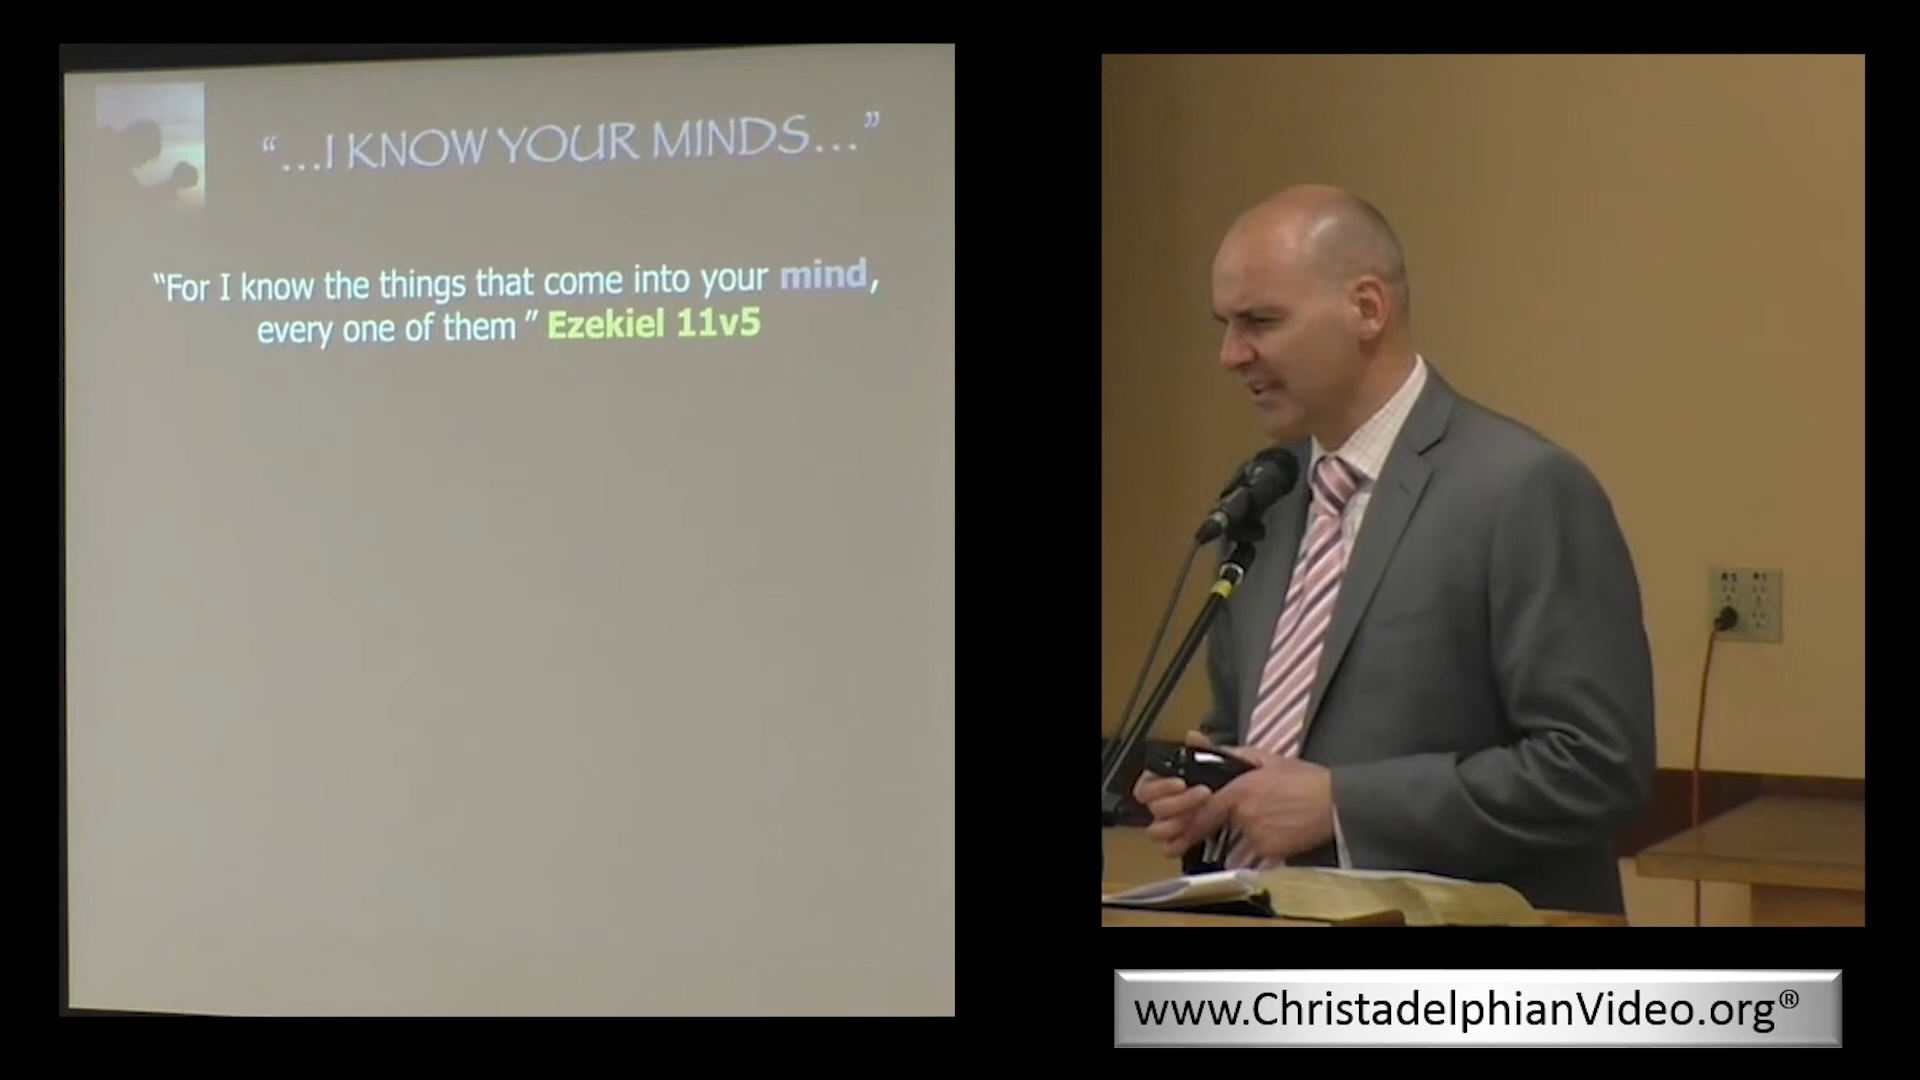 “...I KNOW YOUR MINDS...”
“For I know the things that come into your mind,
every one of them ” Ezekiel 11v5
www.ChristadelphianVideo.org®